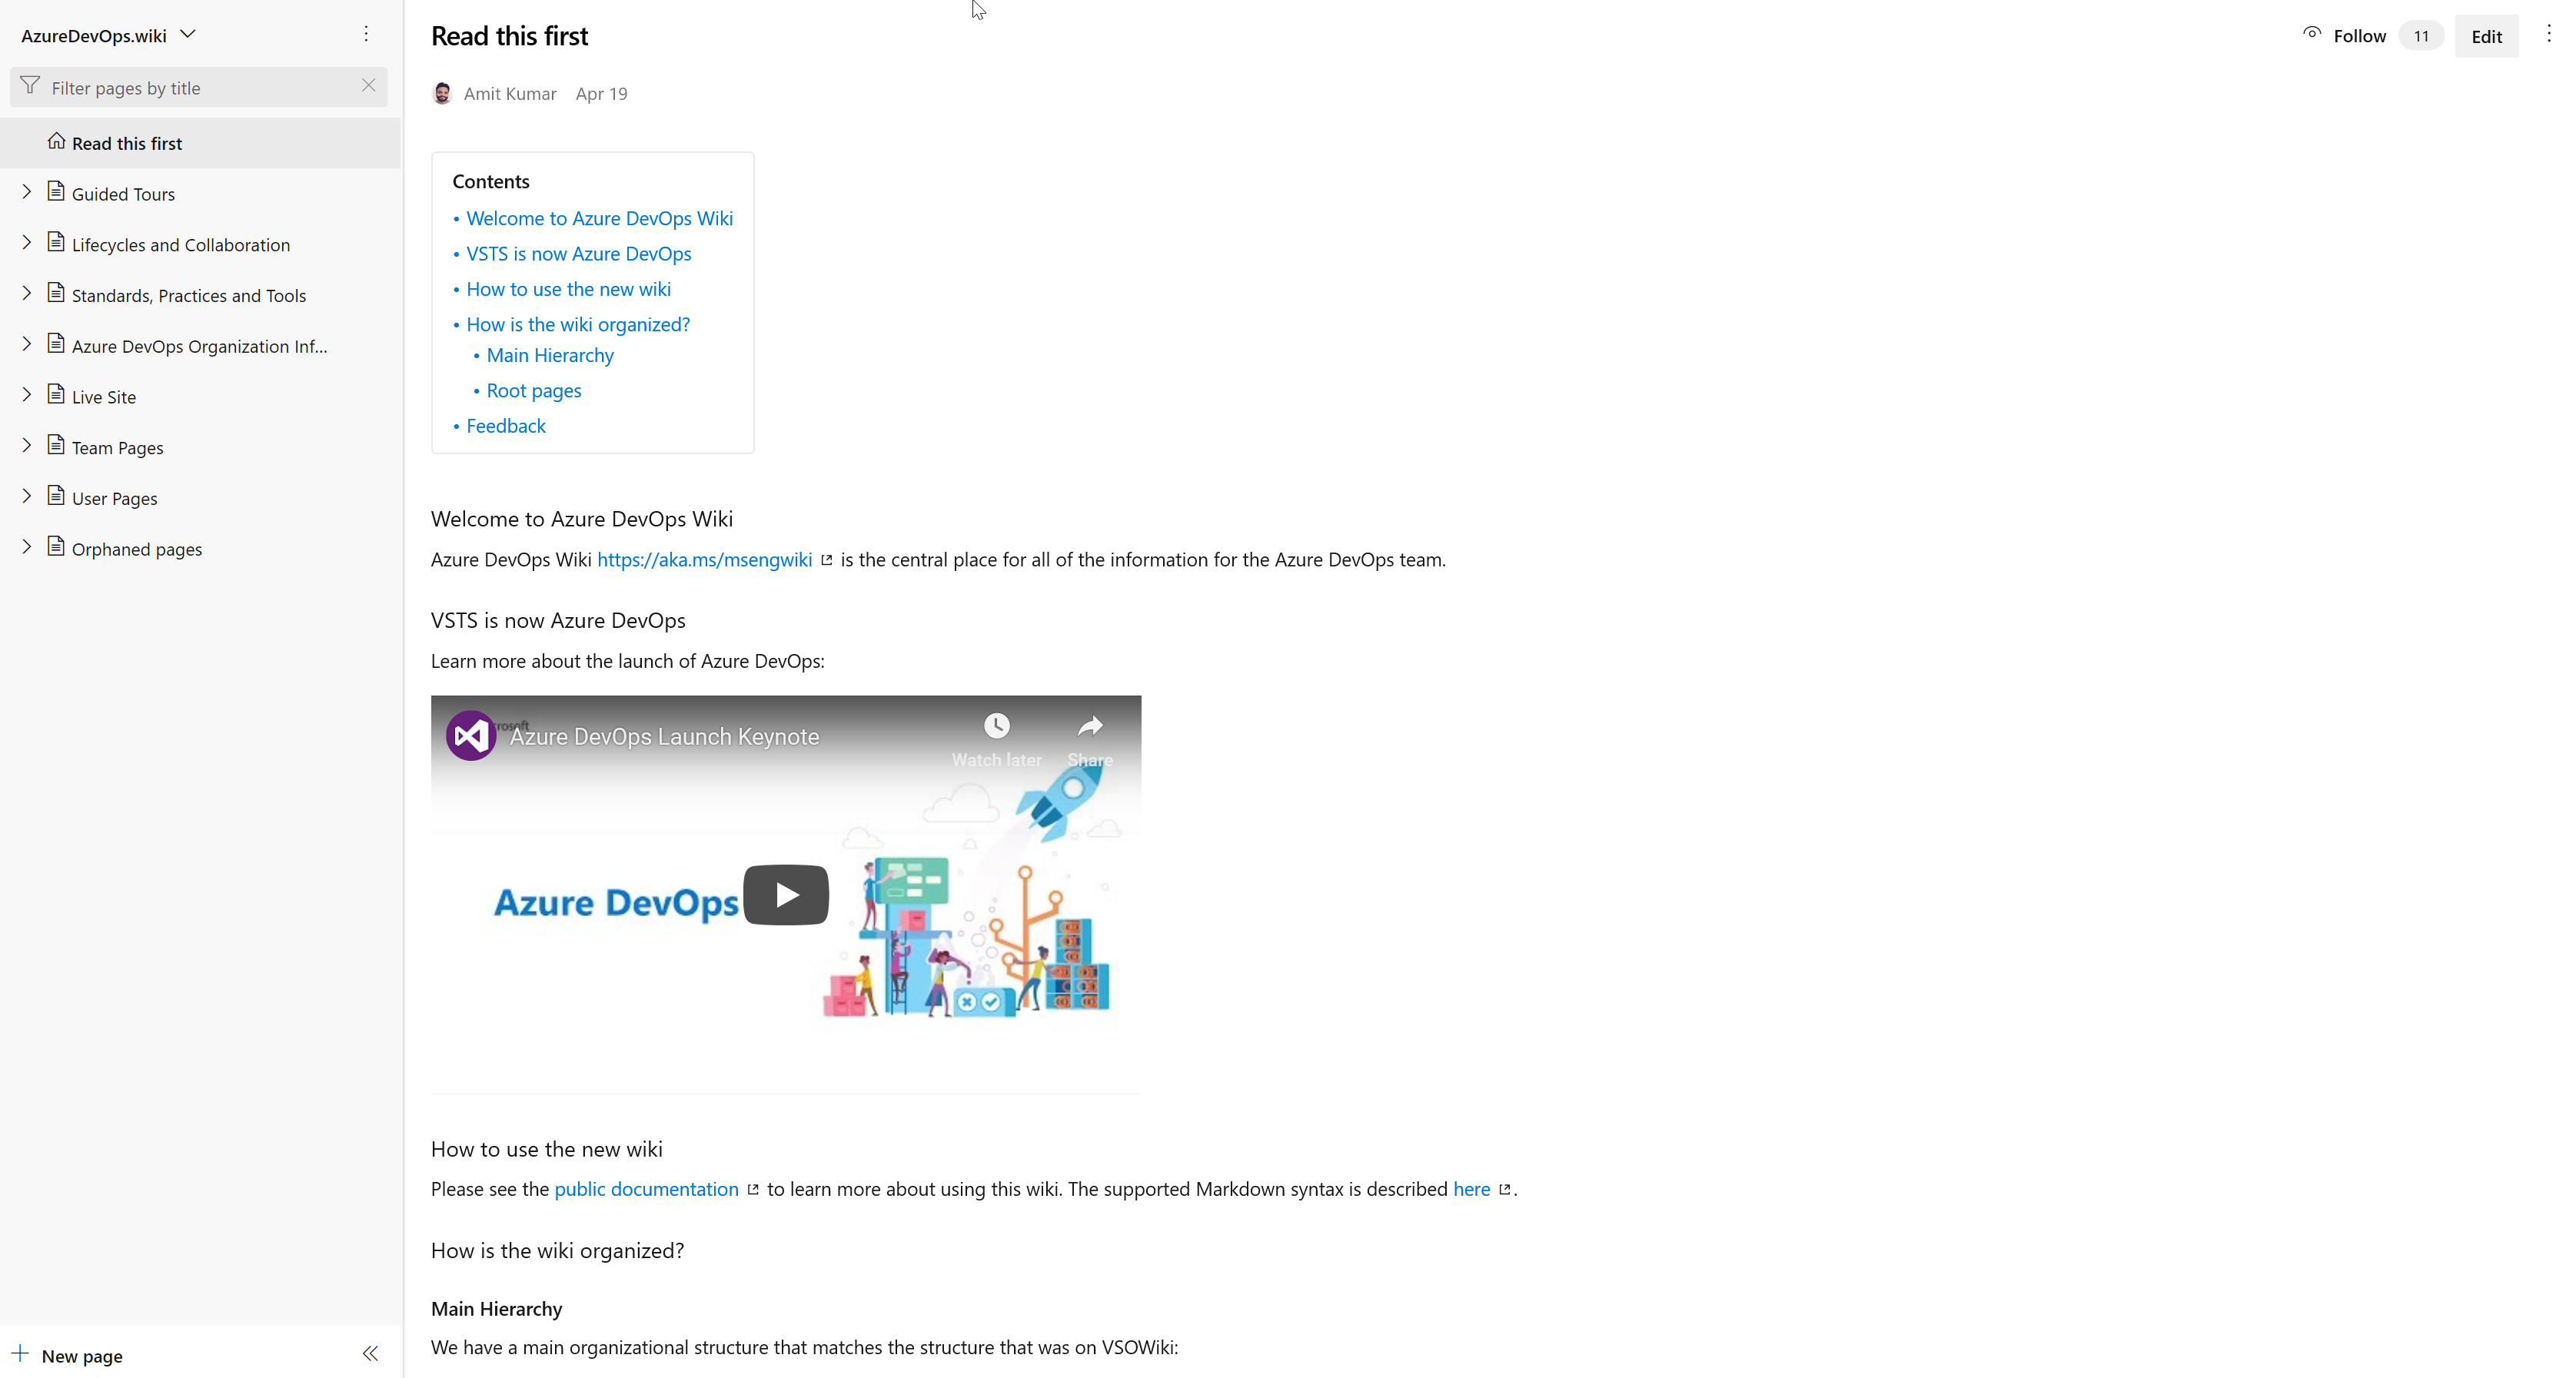 AzureDevOps.wiki
Filter pages by title
Read this first
Guided Tours
Lifecycles and Collaboration
Standards, Practices and Tools
Azure DevOps Organization Inf...
Live Site
Team Pages
User Pages
Orphaned pages
New page
Read this first
Follow 11 Edit
Amit Kumar Apr 19
Contents
• Welcome to Azure DevOps Wiki
• VSTS is now Azure DevOps
• How to use the new wiki
• How is the wiki organized?
• Main Hierarchy
• Root pages
• Feedback
Welcome to Azure DevOps Wiki
Azure DevOps Wiki https://aka.ms/msengwiki is the central place for all of the information for the Azure DevOps team.
VSTS is now Azure DevOps
Learn more about the launch of Azure DevOps:
rosoft
Azure DevOps Launch Keynote
Watch later Share
Azure DevOps
How to use the new wiki
Please see the public documentation to learn more about using this wiki. The supported Markdown syntax is described here .
How is the wiki organized?
Main Hierarchy
We have a main organizational structure that matches the structure that was on VSOWiki: